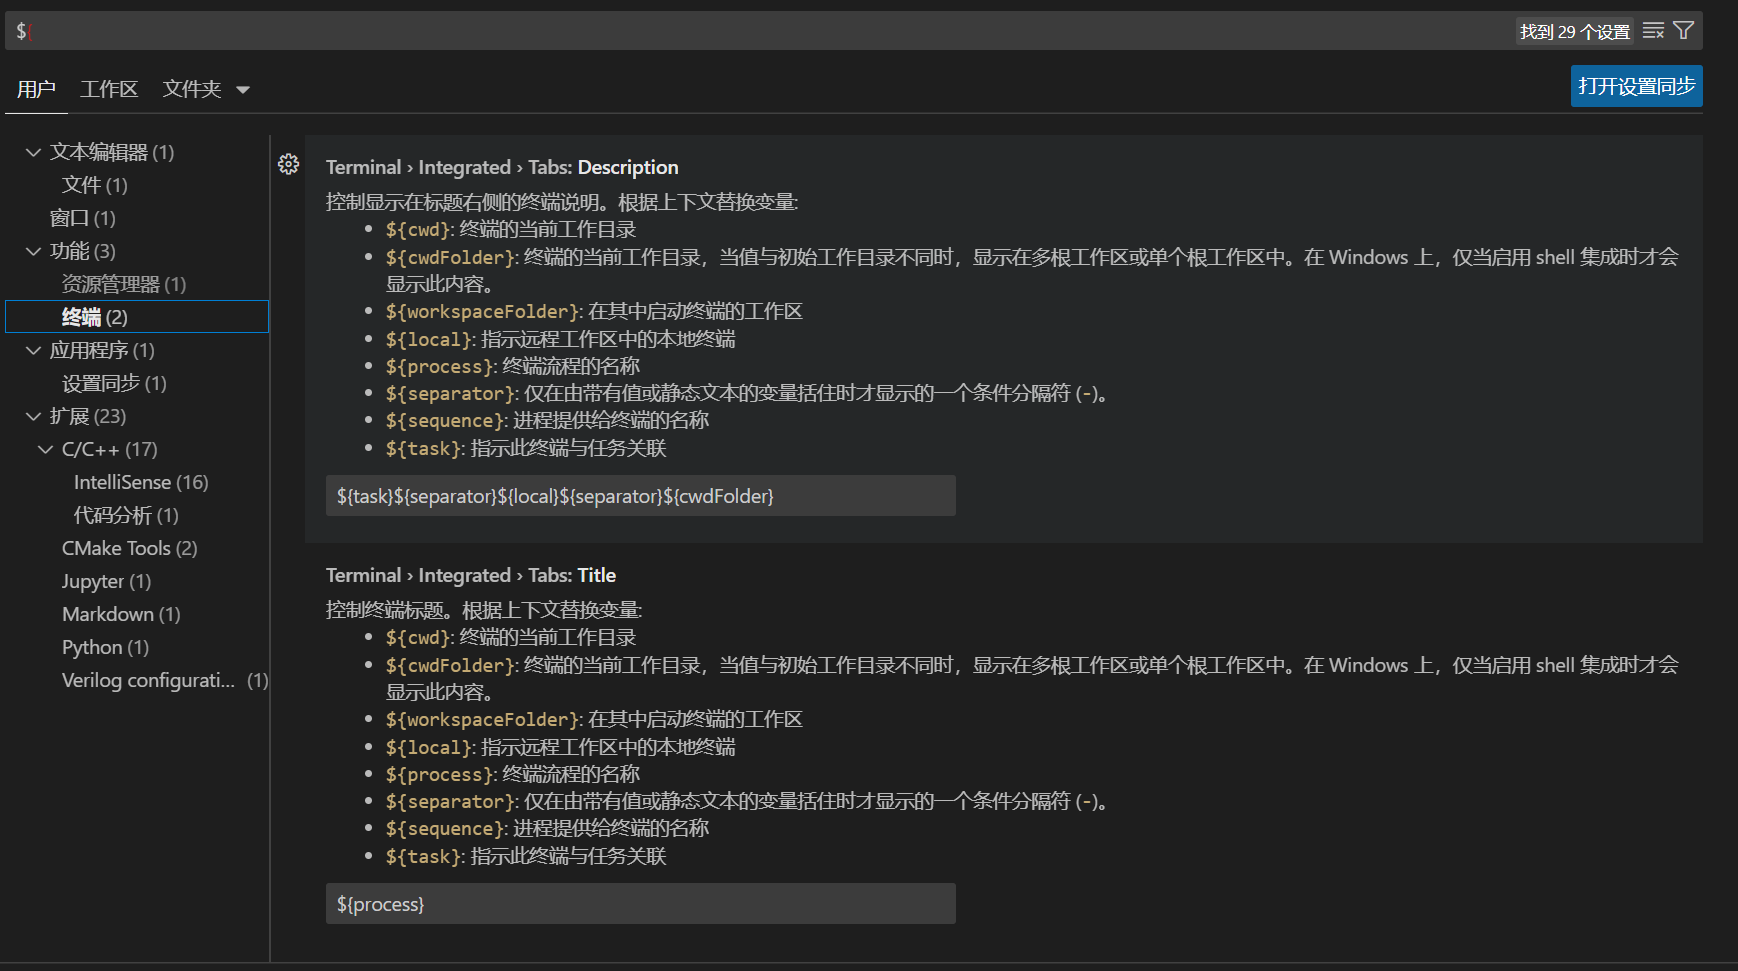 ${
找到 29 个设置
用户 工作区 文件夹
打开设置同步
文本编辑器 (1)
文件 (1)
窗口 (1)
功能 (3)
资源管理器 (1)
终端 (2)
应用程序 (1)
设置同步 (1)
扩展 (23)
C/C++ (17)
IntelliSense (16)
代码分析 (1)
CMake Tools (2)
Jupyter (1)
Markdown (1)
Python (1)
Verilog configurati... (1)
Terminal › Integrated › Tabs: Description
控制显示在标题右侧的终端说明。根据上下文替换变量:
• ${cwd}: 终端的当前工作目录
• ${cwdFolder}: 终端的当前工作目录，当值与初始工作目录不同时，显示在多根工作区或单个根工作区中。在 Windows 上，仅当启用 shell 集成时才会
显示此内容。
• ${workspaceFolder}: 在其中启动终端的工作区
• ${local}: 指示远程工作区中的本地终端
• ${process}: 终端流程的名称
• ${separator}: 仅在由带有值或静态文本的变量括住时才显示的一个条件分隔符 (-)。
• ${sequence}: 进程提供给终端的名称
• ${task}: 指示此终端与任务关联
${task}${separator}${local}${separator}${cwdFolder}
Terminal › Integrated › Tabs: Title
控制终端标题。根据上下文替换变量:
• ${cwd}: 终端的当前工作目录
• ${cwdFolder}: 终端的当前工作目录，当值与初始工作目录不同时，显示在多根工作区或单个根工作区中。在 Windows 上，仅当启用 shell 集成时才会
显示此内容。
• ${workspaceFolder}: 在其中启动终端的工作区
• ${local}: 指示远程工作区中的本地终端
• ${process}: 终端流程的名称
• ${separator}: 仅在由带有值或静态文本的变量括住时才显示的一个条件分隔符 (-)。
• ${sequence}: 进程提供给终端的名称
• ${task}: 指示此终端与任务关联
${process}